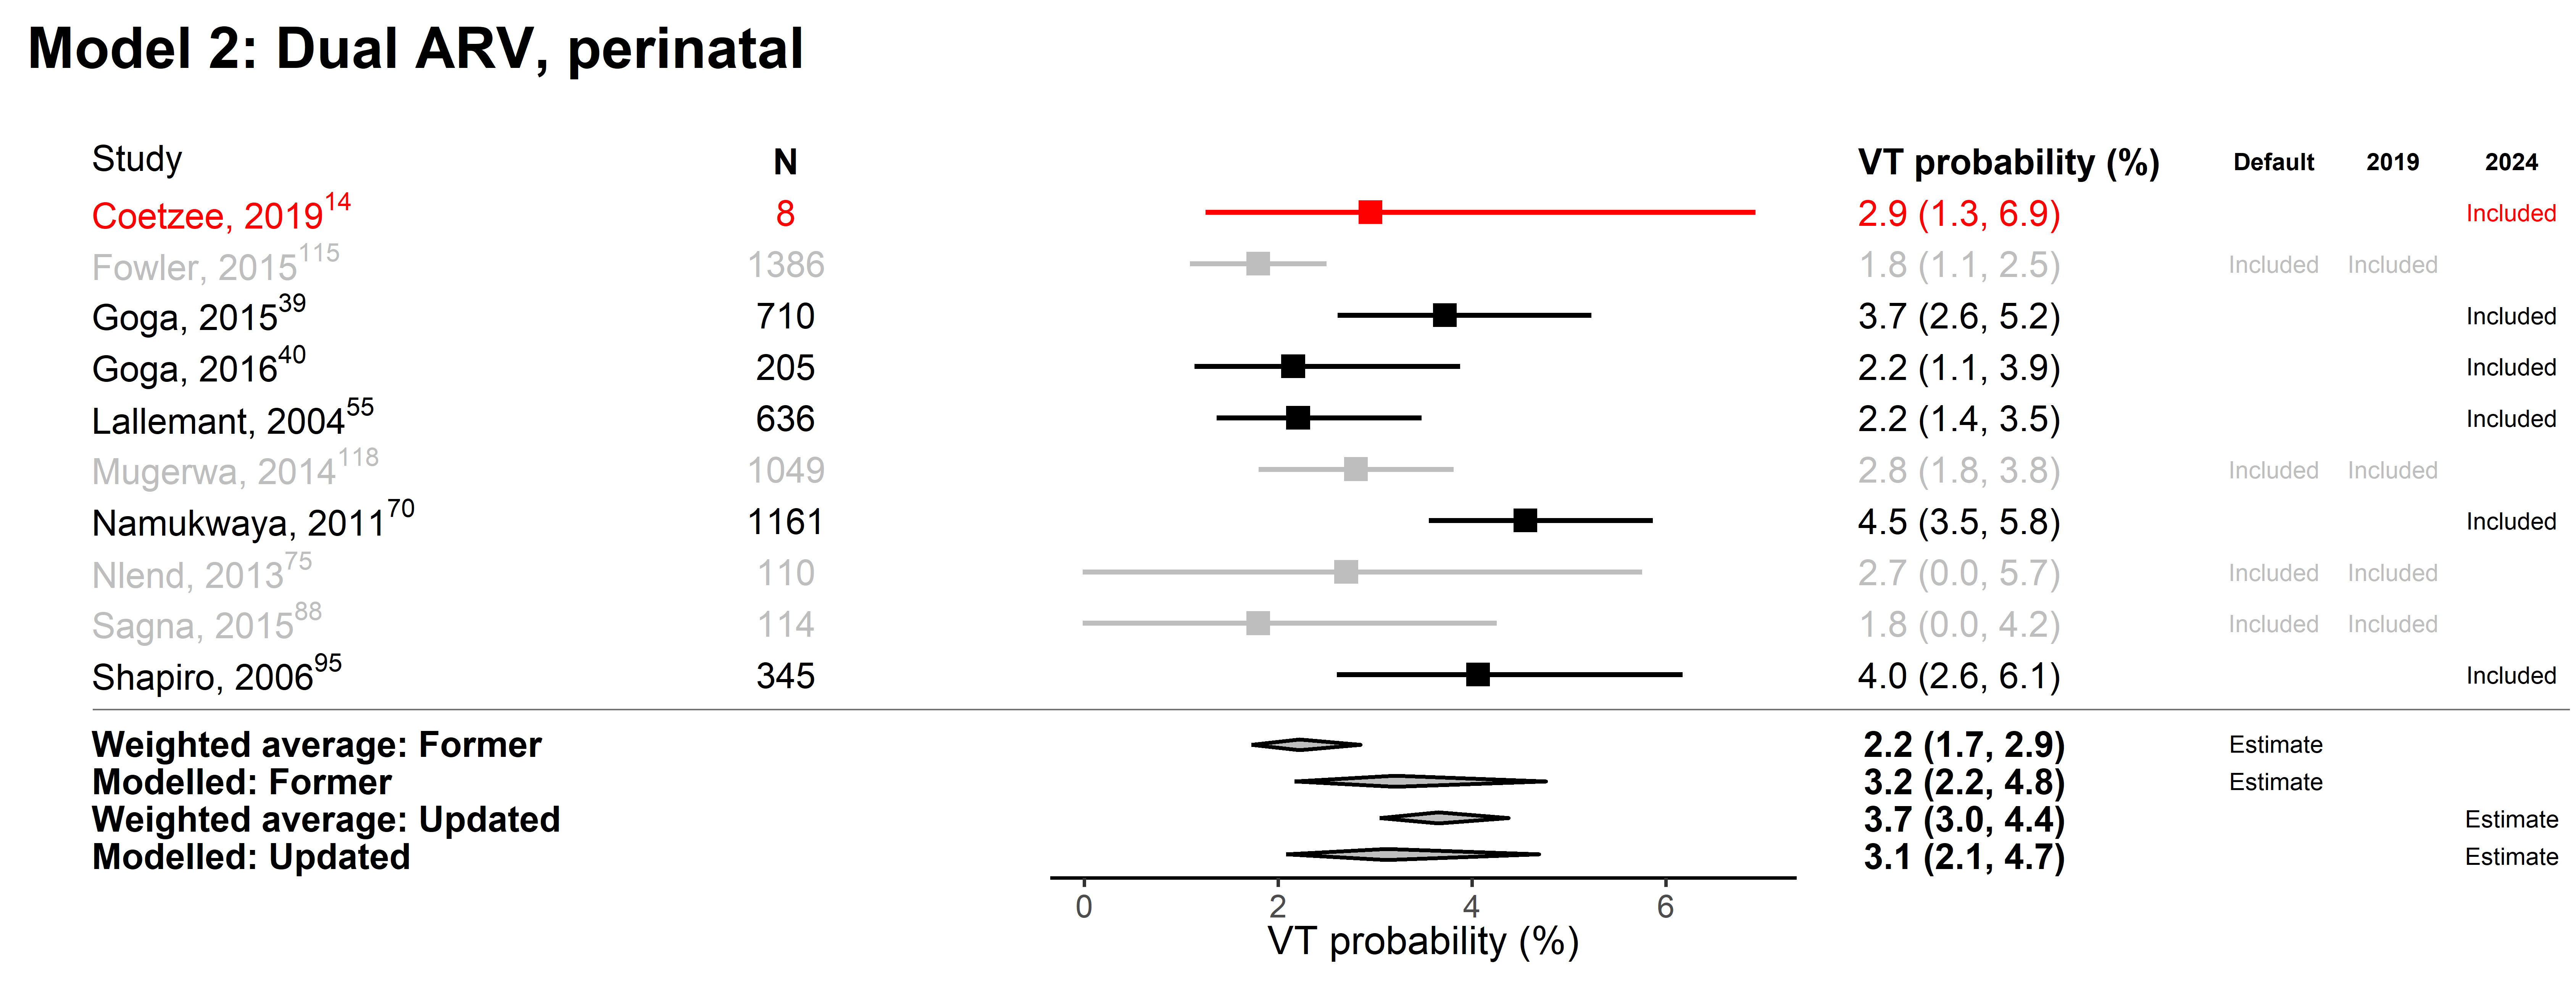 Model 2: Dual ARV, perinatal
Study N VT probability (%) Default 2019 2024
Coetzee, 2019¹⁴ 8 2.9 (1.3, 6.9) Included
Fowler, 2015¹¹⁵ 1386 1.8 (1.1, 2.5) Included Included
Goga, 2015³⁹ 710 3.7 (2.6, 5.2) Included
Goga, 2016⁴⁰ 205 2.2 (1.1, 3.9) Included
Lallemant, 2004⁵⁵ 636 2.2 (1.4, 3.5) Included
Mugerwa, 2014¹¹⁸ 1049 2.8 (1.8, 3.8) Included Included
Namukwaya, 2011⁷⁰ 1161 4.5 (3.5, 5.8) Included
Nlend, 2013⁷⁵ 110 2.7 (0.0, 5.7) Included Included
Sagna, 2015⁸⁸ 114 1.8 (0.0, 4.2) Included Included
Shapiro, 2006⁹⁵ 345 4.0 (2.6, 6.1) Included
Weighted average: Former 2.2 (1.7, 2.9) Estimate
Modelled: Former 3.2 (2.2, 4.8) Estimate
Weighted average: Updated 3.7 (3.0, 4.4) Estimate
Modelled: Updated 3.1 (2.1, 4.7) Estimate
0 2 4 6
VT probability (%)